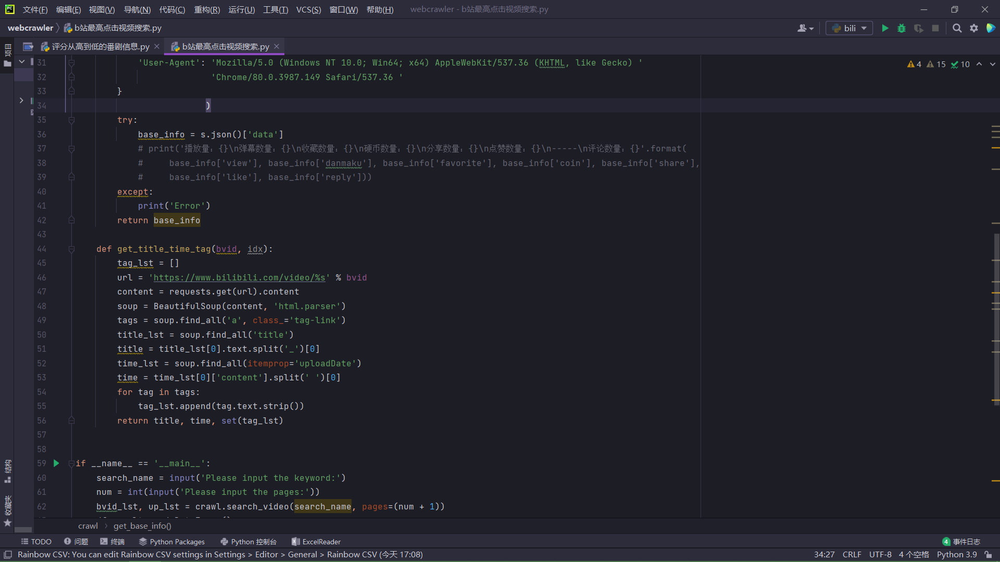 文件(F) 编辑(E) 视图(V) 导航(N) 代码(C) 重构(R) 运行(U) 工具(T) VCS(S) 窗口(W) 帮助(H) webcrawler - b站最高点击视频搜索.py
webcrawler b站最高点击视频搜索.py bili
项目 评分从高到低的番剧信息.py b站最高点击视频搜索.py
4 15 10
31 'User-Agent': 'Mozilla/5.0 (Windows NT 10.0; Win64; x64) AppleWebKit/537.36 (KHTML, like Gecko) '
32 'Chrome/80.0.3987.149 Safari/537.36 '
33 }
34 )
35 try:
36 base_info = s.json()['data']
37 # print('播放量：{}\n弹幕数量：{}\n收藏数量：{}\n硬币数量：{}\n分享数量：{}\n点赞数量：{}\n-----\n评论数量：{}'.format(
38 # base_info['view'], base_info['danmaku'], base_info['favorite'], base_info['coin'], base_info['share'],
39 # base_info['like'], base_info['reply']))
40 except:
41 print('Error')
42 return base_info
43
44 def get_title_time_tag(bvid, idx):
45 tag_lst = []
46 url = 'https://www.bilibili.com/video/%s' % bvid
47 content = requests.get(url).content
48 soup = BeautifulSoup(content, 'html.parser')
49 tags = soup.find_all('a', class_='tag-link')
50 title_lst = soup.find_all('title')
51 title = title_lst[0].text.split('_')[0]
52 time_lst = soup.find_all(itemprop='uploadDate')
53 time = time_lst[0]['content'].split(' ')[0]
54 for tag in tags:
55 tag_lst.append(tag.text.strip())
56 return title, time, set(tag_lst)
57
58
59 if __name__ == '__main__':
60 search_name = input('Please input the keyword:')
61 num = int(input('Please input the pages:'))
62 bvid_lst, up_lst = crawl.search_video(search_name, pages=(num + 1))
结构
收藏夹
crawl get_base_info()
TODO 问题 终端 Python Packages Python 控制台 ExcelReader 4 事件日志
Rainbow CSV: You can edit Rainbow CSV settings in Settings > Editor > General > Rainbow CSV (今天 17:08) 34:27 CRLF UTF-8 4 个空格 Python 3.9